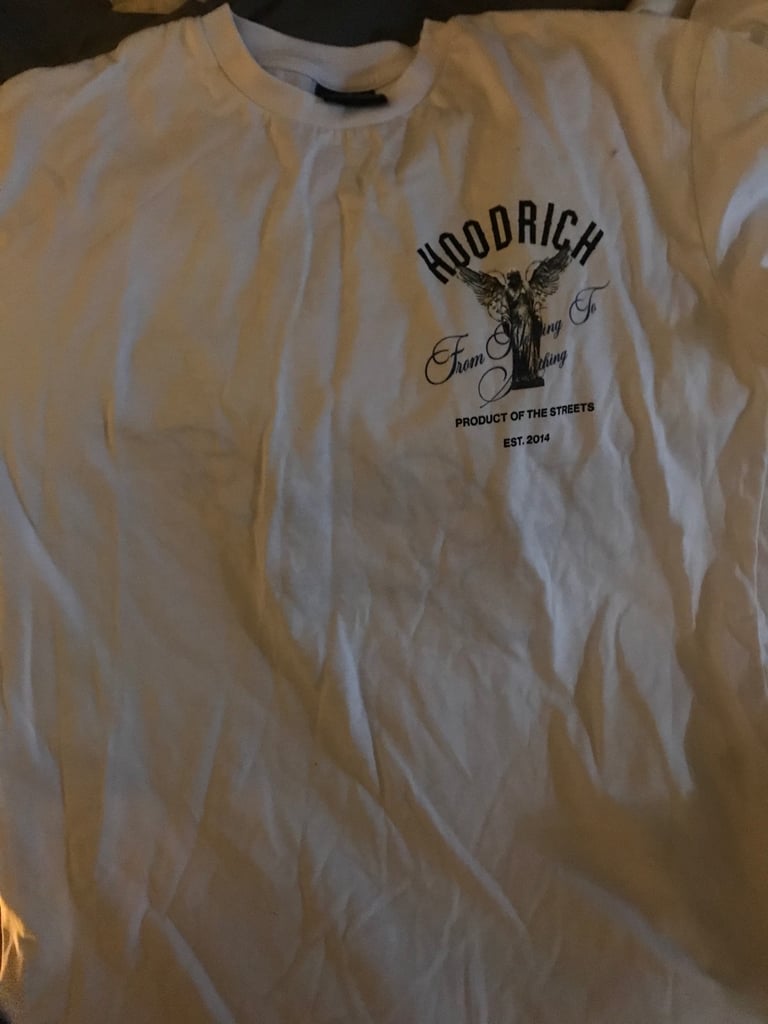 HOODRICH
From To
PRODUCT OF THE STREETS
EST. 2014